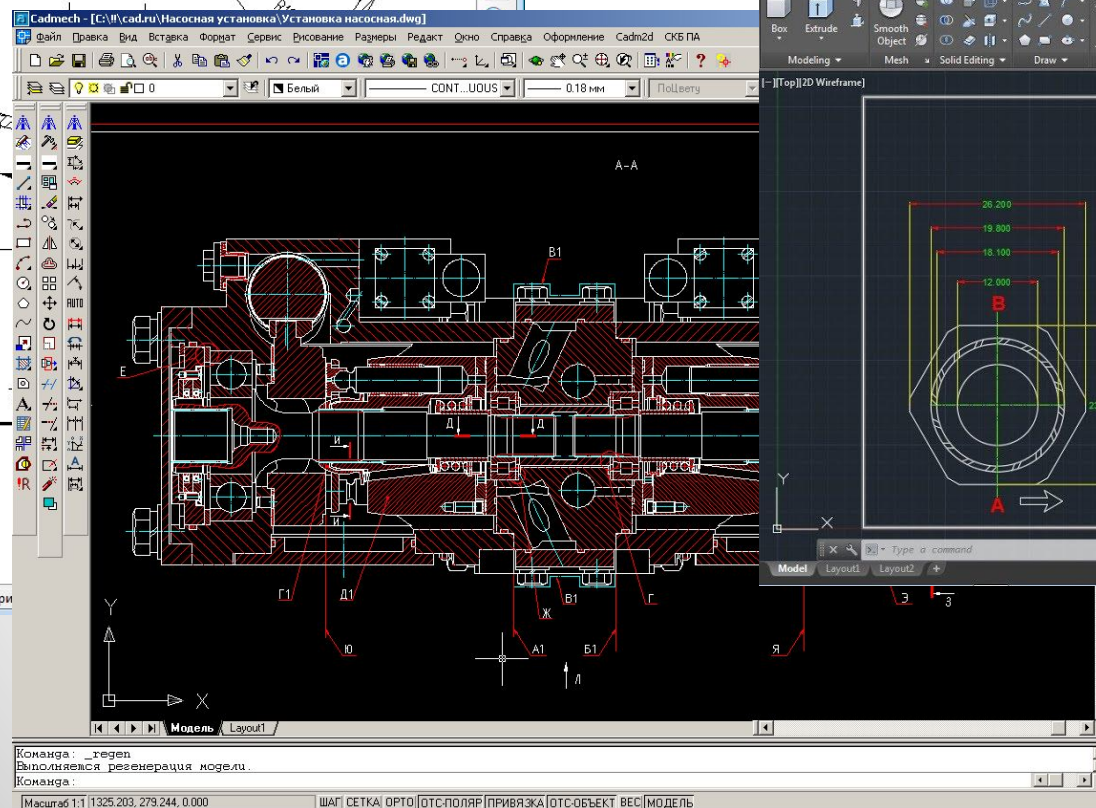 Cadmech - [C:\!!\cad.ru\Насосная установка\Установка насосная.dwg]
Файл Правка Вид Вставка Формат Сервис Рисование Размеры Редакт Окно Справка Оформление Cadm2d СКБ ПА
0 Белый CONT...UOUS 0.18 мм ПоЦвету
AUTO
!R
А-А
В1
Е
Д Д
и
и
Г1 Д1 Ж В1 Г
Ю А1 Б1 Я
Л
Y
X
Модель Layout1
Команда: _regen
Выполняется регенерация модели.
Команда:
Масштаб 1:1 1325.203, 279.244, 0.000 ШАГ СЕТКА ОРТО ОТС-ПОЛЯР ПРИВЯЗКА ОТС-ОБЪЕКТ ВЕС МОДЕЛЬ
Box Extrude Smooth Object
Modeling Mesh Solid Editing Draw
[-][Top][2D Wireframe]
26.200
19.800
18.100
12.000
B
A
Y
X
Type a command
Model Layout1 Layout2 +
Э
3